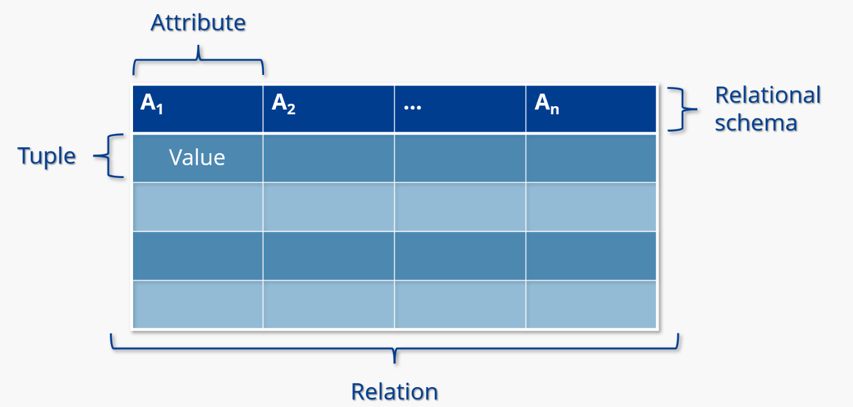 Attribute
A₁ A₂ ... Aₙ
Relational
schema
Tuple
Value
Relation